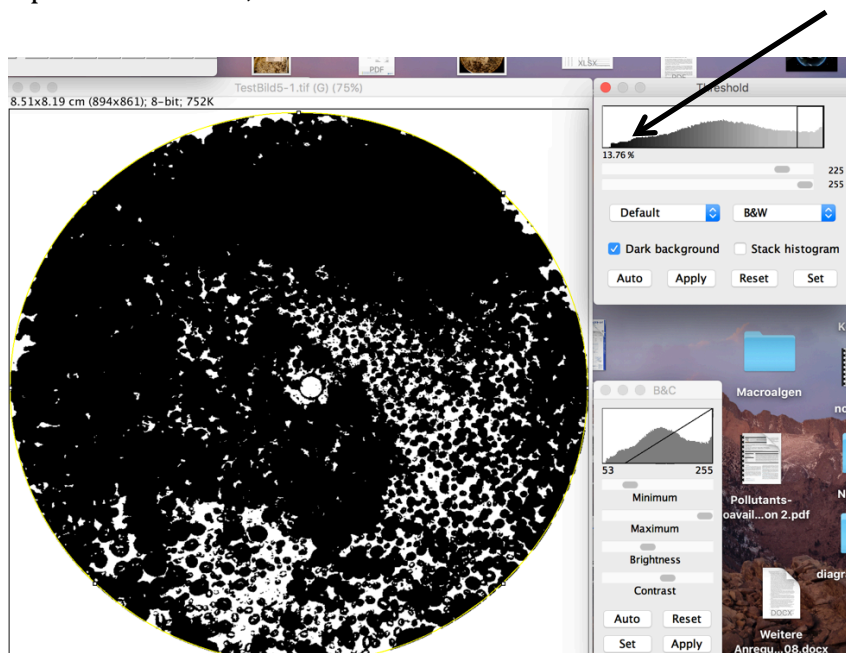 PDF
XLSX
TestBild5-1.tif (G) (75%)
8.51x8.19 cm (894x861); 8-bit; 752K
Threshold
13.76 %
225
255
Default
B&W
Dark background
Stack histogram
Auto
Apply
Reset
Set
B&C
53
255
Minimum
Maximum
Brightness
Contrast
Auto
Reset
Set
Apply
Macroalgen
Pollutants-
oavail...on 2.pdf
diagr
DOCX
Weitere
Anregu...08.docx